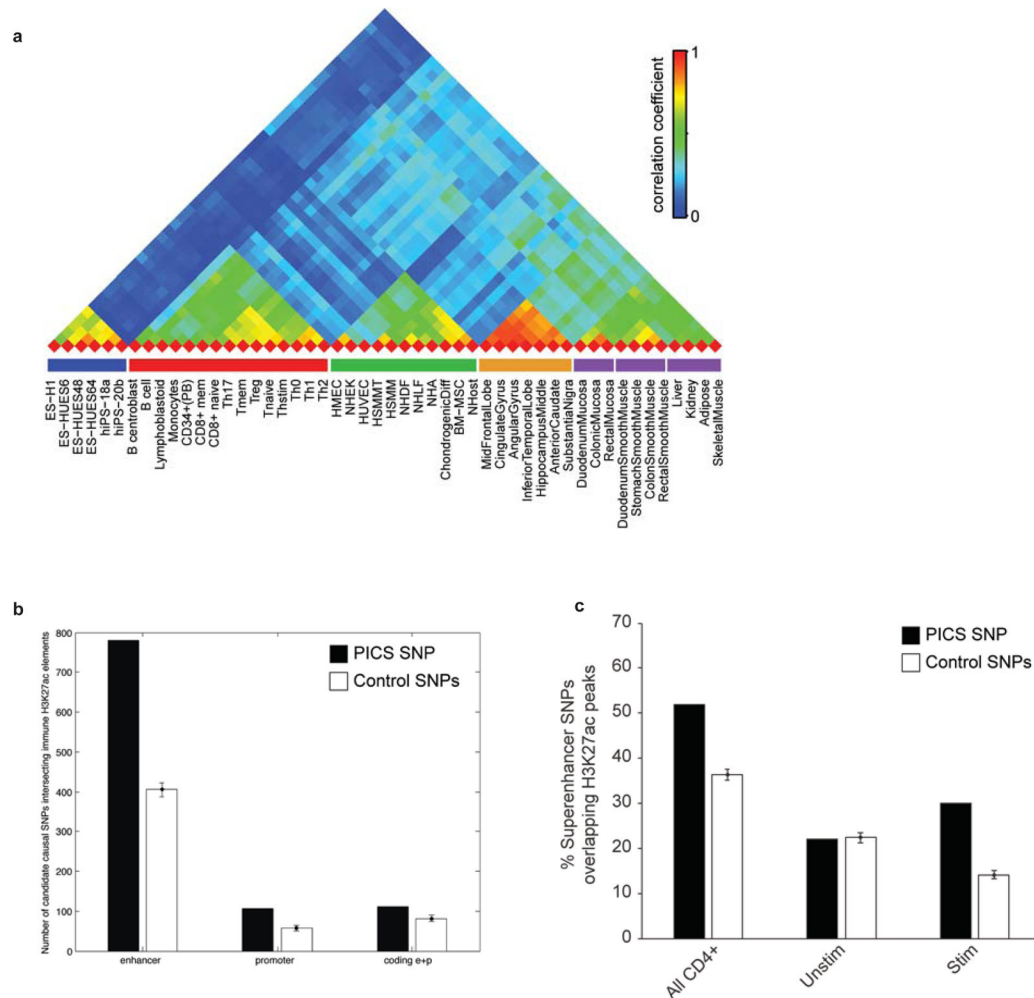 a
correlation coefficient
1
0
ES-H1
ES-HUES6
ES-HUES48
ES-HUES64
hiPS-18a
hiPS-20b
B centroblast
B cell
Lymphoblastoid
Monocytes
CD34+(PB)
CD8+ mem
CD8+ naive
Th17
Tmem
Treg
Tnaive
Thstim
Th0
Th1
Th2
HMEC
NHEK
HUVEC
HSMMT
HSMM
NHDF
NHLF
NHA
ChondrogenicDiff
BM-MSC
NHost
MidFrontalLobe
CingulateGyrus
AngularGyrus
InferiorTemporalLobe
HippocampusMiddle
AnteriorCaudate
SubstantiaNigra
DuodenumMucosa
ColonicMucosa
RectalMucosa
DuodenumSmoothMuscle
StomachSmoothMuscle
ColonSmoothMuscle
RectalSmoothMuscle
Liver
Kidney
Adipose
SkeletalMuscle
b
Number of candidate causal SNPs intersecting immune H3K27ac elements
800
700
600
500
400
300
200
100
0
PICS SNP
Control SNPs
enhancer
promoter
coding e+p
c
% Superenhancer SNPs
overlapping H3K27ac peaks
70
60
50
40
30
20
10
0
PICS SNP
Control SNPs
All CD4+
Unstim
Stim